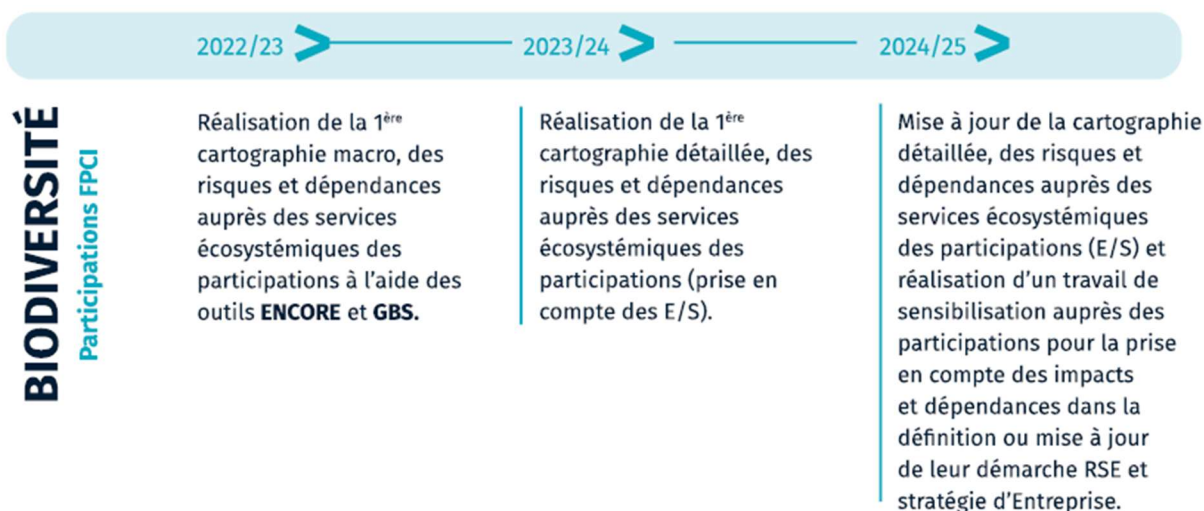 2022/23
2023/24
2024/25
BIODIVERSITÉ
Participations FPCI
Réalisation de la 1ère
cartographie macro, des
risques et dépendances
auprès des services
écosystémiques des
participations à l'aide des
outils ENCORE et GBS.
Réalisation de la 1ère
cartographie détaillée, des
risques et dépendances
auprès des services
écosystémiques des
participations (prise en
compte des E/S).
Mise à jour de la cartographie
détaillée, des risques et
dépendances auprès des
services écosystémiques
des participations (E/S) et
réalisation d'un travail de
sensibilisation auprès des
participations pour la prise
en compte des impacts
et dépendances dans la
définition ou mise à jour
de leur démarche RSE et
stratégie d'Entreprise.